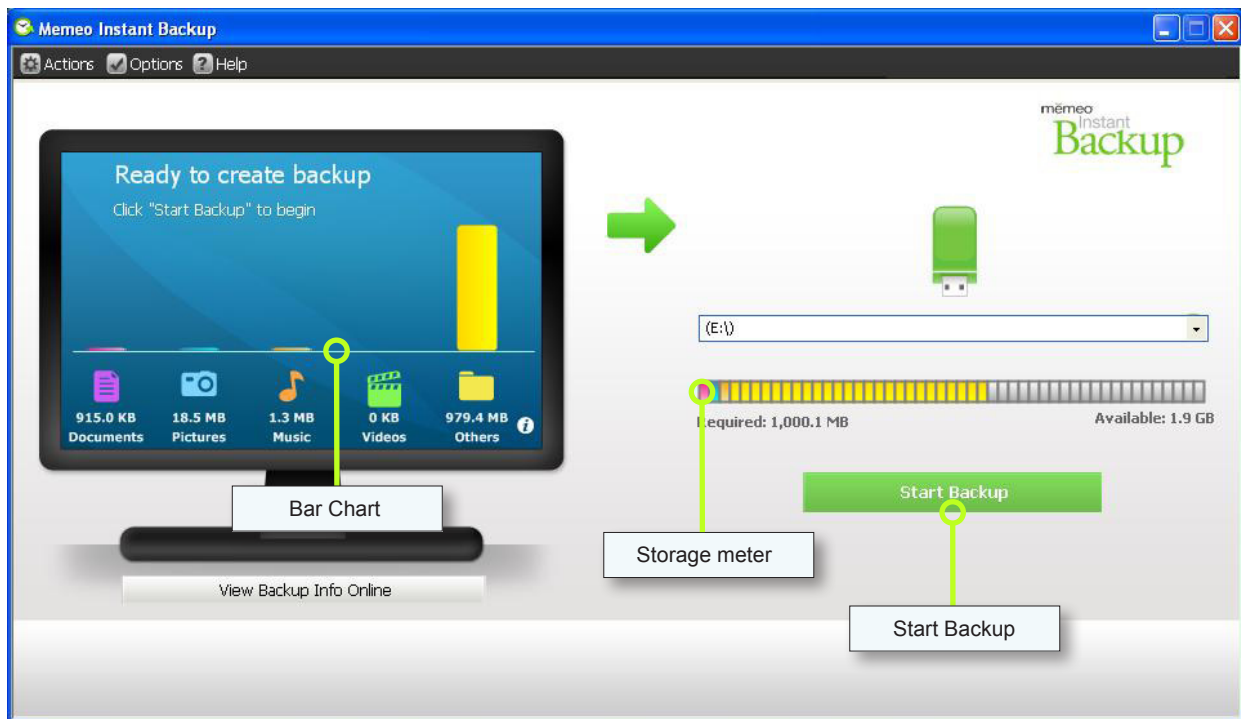 Memeo Instant Backup
Actions Options Help
memeo
Instant
Backup
Ready to create backup
Click "Start Backup" to begin
915.0 KB
Documents
18.5 MB
Pictures
1.3 MB
Music
0 KB
Videos
979.4 MB
Others
(E:\)
Required: 1,000.1 MB
Available: 1.9 GB
Start Backup
Bar Chart
Storage meter
Start Backup
View Backup Info Online